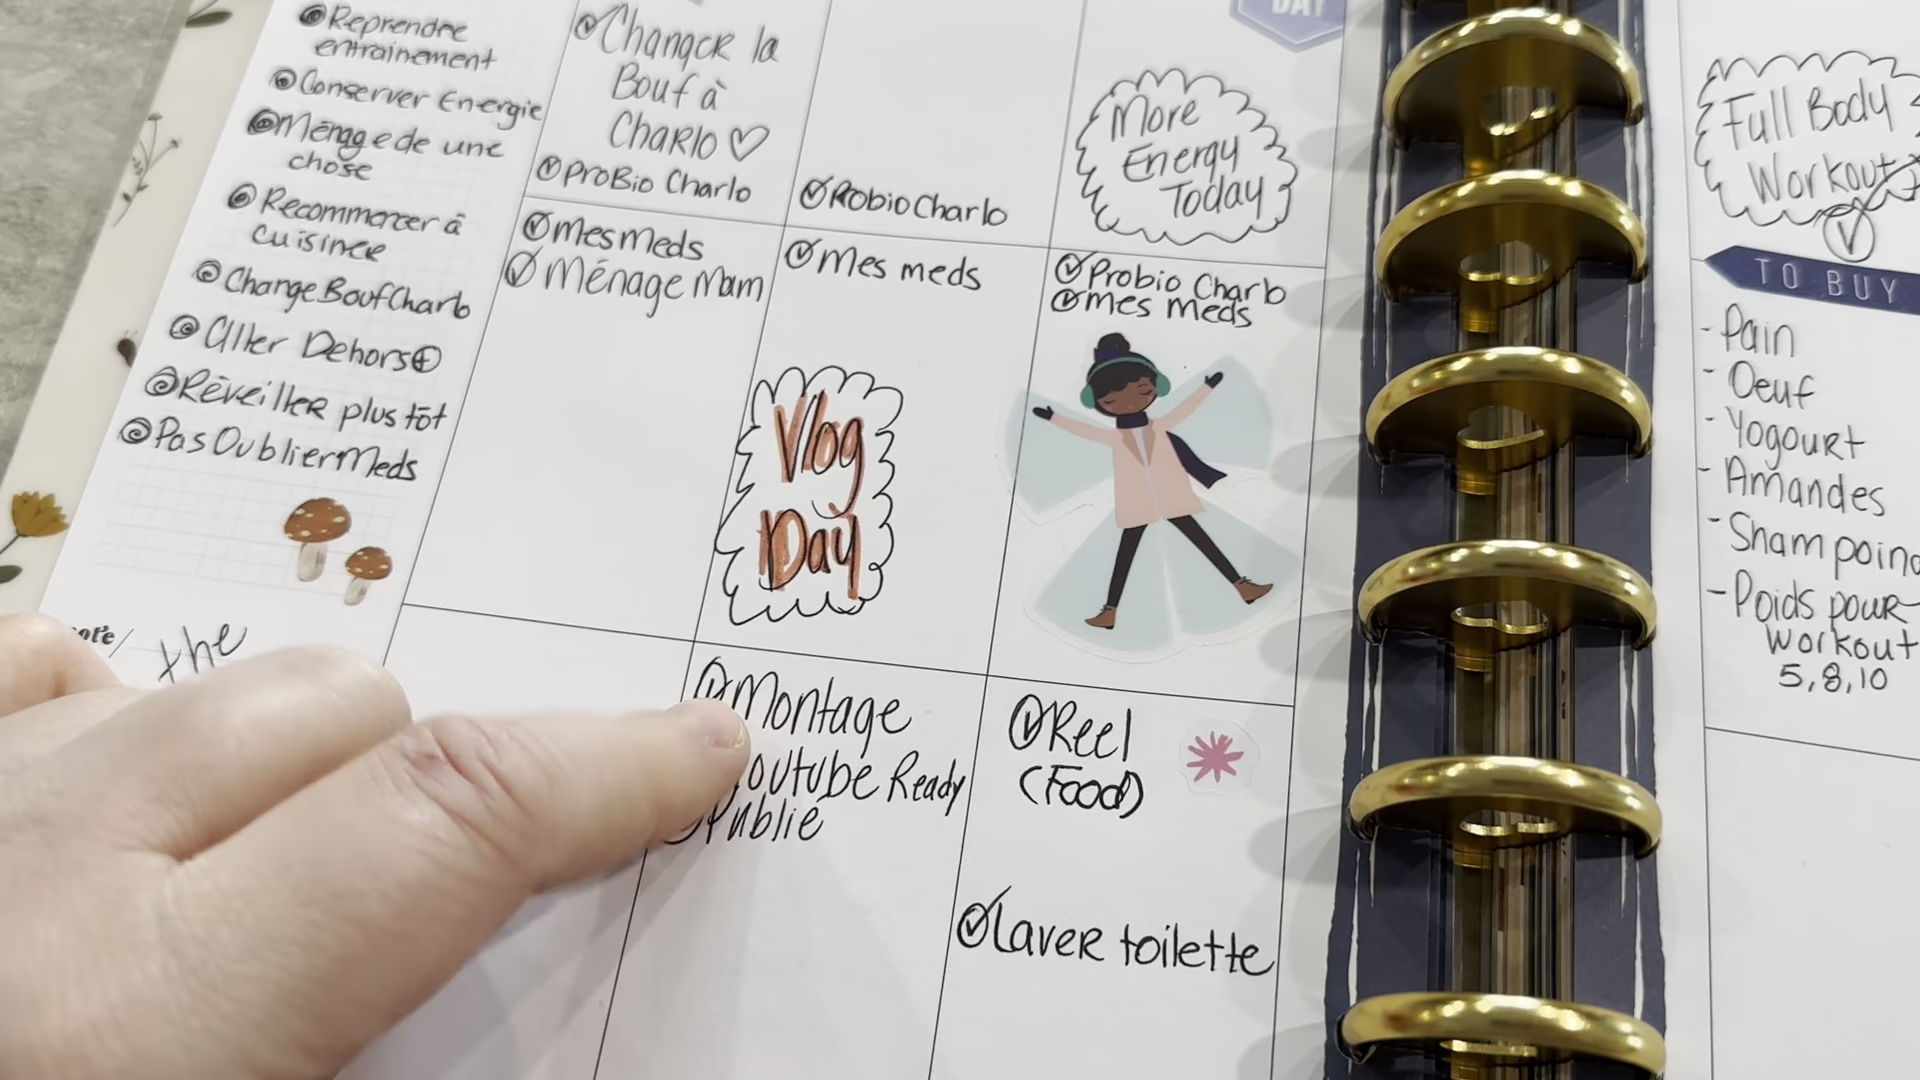 Reprendre
entrainement
Conserver Energie
Ménage de une
chose
Recommencer à
cuisiner
Change Bouf Charlo
Aller Dehors +
Réveiller plus tôt
Pas Oublier Meds
the
Changer la
Bouf à
Charlo ♡
ProBio Charlo
Mes Meds
Ménage Mam
Probio Charlo
Mes meds
Vlog
Day
Montage
outube Ready
Publié
DAY
More
Energy
Today
Probio Charlo
Mes meds
Reel
(Food)
Laver toilette
Full Body
Workout
TO BUY
- Pain
- Oeuf
- Yogourt
- Amandes
- Shampoing
- Poids pour
workout
5, 8, 10